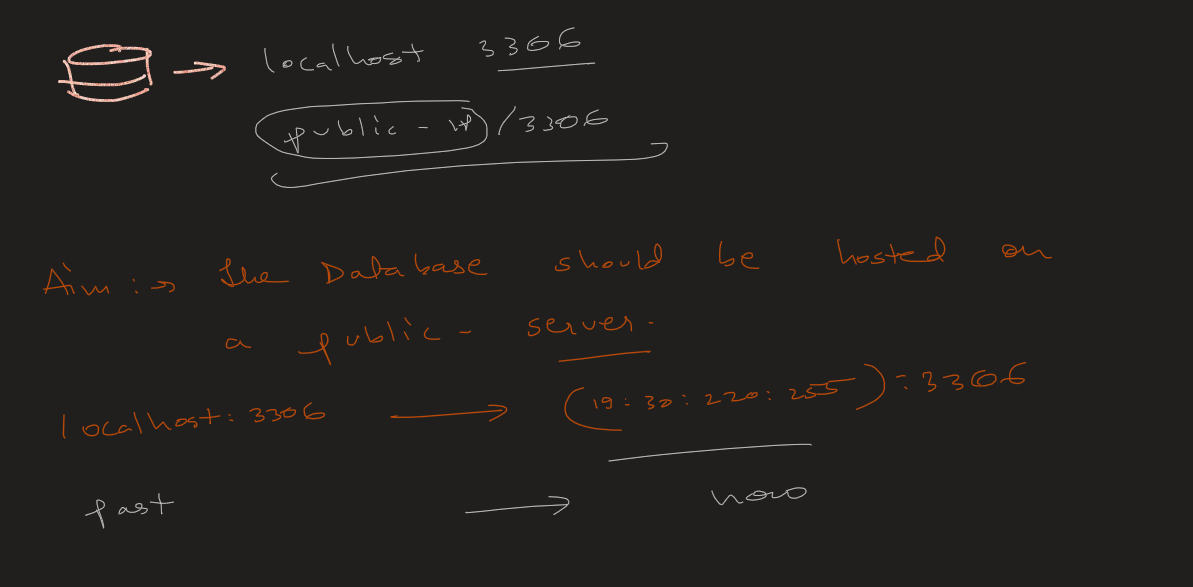 localhost 3306
public-ip/3306
Aim :→ the Database should be hosted on
a public- server.
localhost: 3306 → (19:30:220:255):3306
past → now